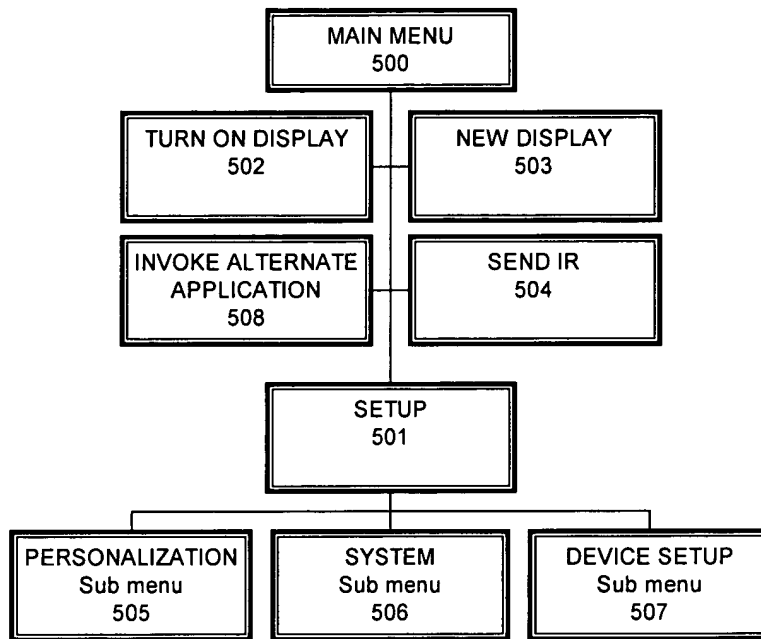 MAIN MENU
500
TURN ON DISPLAY
502
NEW DISPLAY
503
INVOKE ALTERNATE
APPLICATION
508
SEND IR
504
SETUP
501
PERSONALIZATION
Sub menu
505
SYSTEM
Sub menu
506
DEVICE SETUP
Sub menu
507